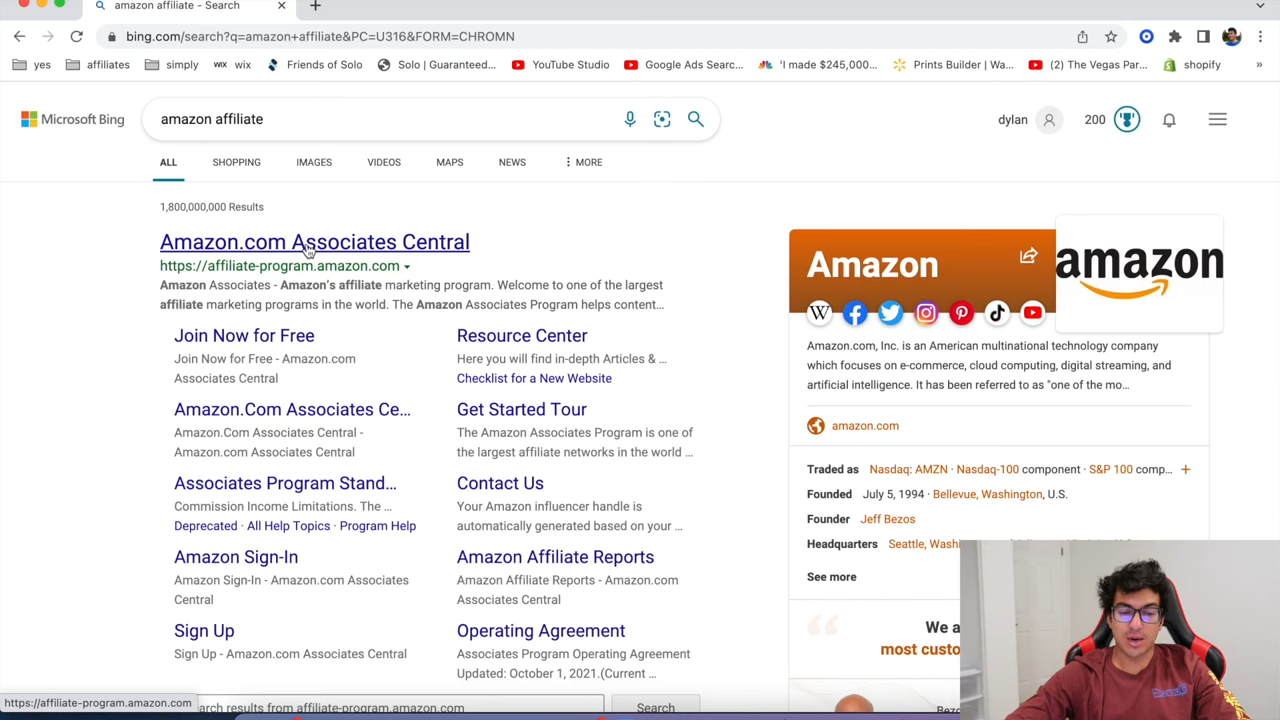 amazon affiliate - Search
bing.com/search?q=amazon+affiliate&PC=U316&FORM=CHROMN
yes
affiliates
simply
WIX wix
Friends of Solo
Solo | Guaranteed...
YouTube Studio
Google Ads Searc...
'I made $245,000...
Prints Builder | Wa...
(2) The Vegas Par...
shopify
»
Microsoft Bing
amazon affiliate
dylan
200
ALL
SHOPPING
IMAGES
VIDEOS
MAPS
NEWS
MORE
1,800,000,000 Results
Amazon.com Associates Central
https://affiliate-program.amazon.com
Amazon Associates - Amazon's affiliate marketing program. Welcome to one of the largest
affiliate marketing programs in the world. The Amazon Associates Program helps content...
Join Now for Free
Join Now for Free - Amazon.com
Associates Central
Resource Center
Here you will find in-depth Articles & ...
Checklist for a New Website
Amazon.Com Associates Ce...
Amazon.Com Associates Central -
Amazon.com Associates Central
Get Started Tour
The Amazon Associates Program is one of
the largest affiliate networks in the world ...
Associates Program Stand...
Commission Income Limitations. The ...
Deprecated · All Help Topics · Program Help
Contact Us
Your Amazon influencer handle is
automatically generated based on your ...
Amazon Sign-In
Amazon Sign-In - Amazon.com Associates
Central
Amazon Affiliate Reports
Amazon Affiliate Reports - Amazon.com
Associates Central
Sign Up
Sign Up - Amazon.com Associates Central
Operating Agreement
Associates Program Operating Agreement
Updated: October 1, 2021.(Current ...
arch results from affiliate-program.amazon.com
Search
https://affiliate-program.amazon.com
Amazon
amazon
W
Amazon.com, Inc. is an American multinational technology company
which focuses on e-commerce, cloud computing, digital streaming, and
artificial intelligence. It has been referred to as "one of the mo...
amazon.com
Traded as Nasdaq: AMZN · Nasdaq-100 component · S&P 100 comp... +
Founded July 5, 1994 · Bellevue, Washington, U.S.
Founder Jeff Bezos
Headquarters Seattle, Washi
See more
We a
most custo
Bezo